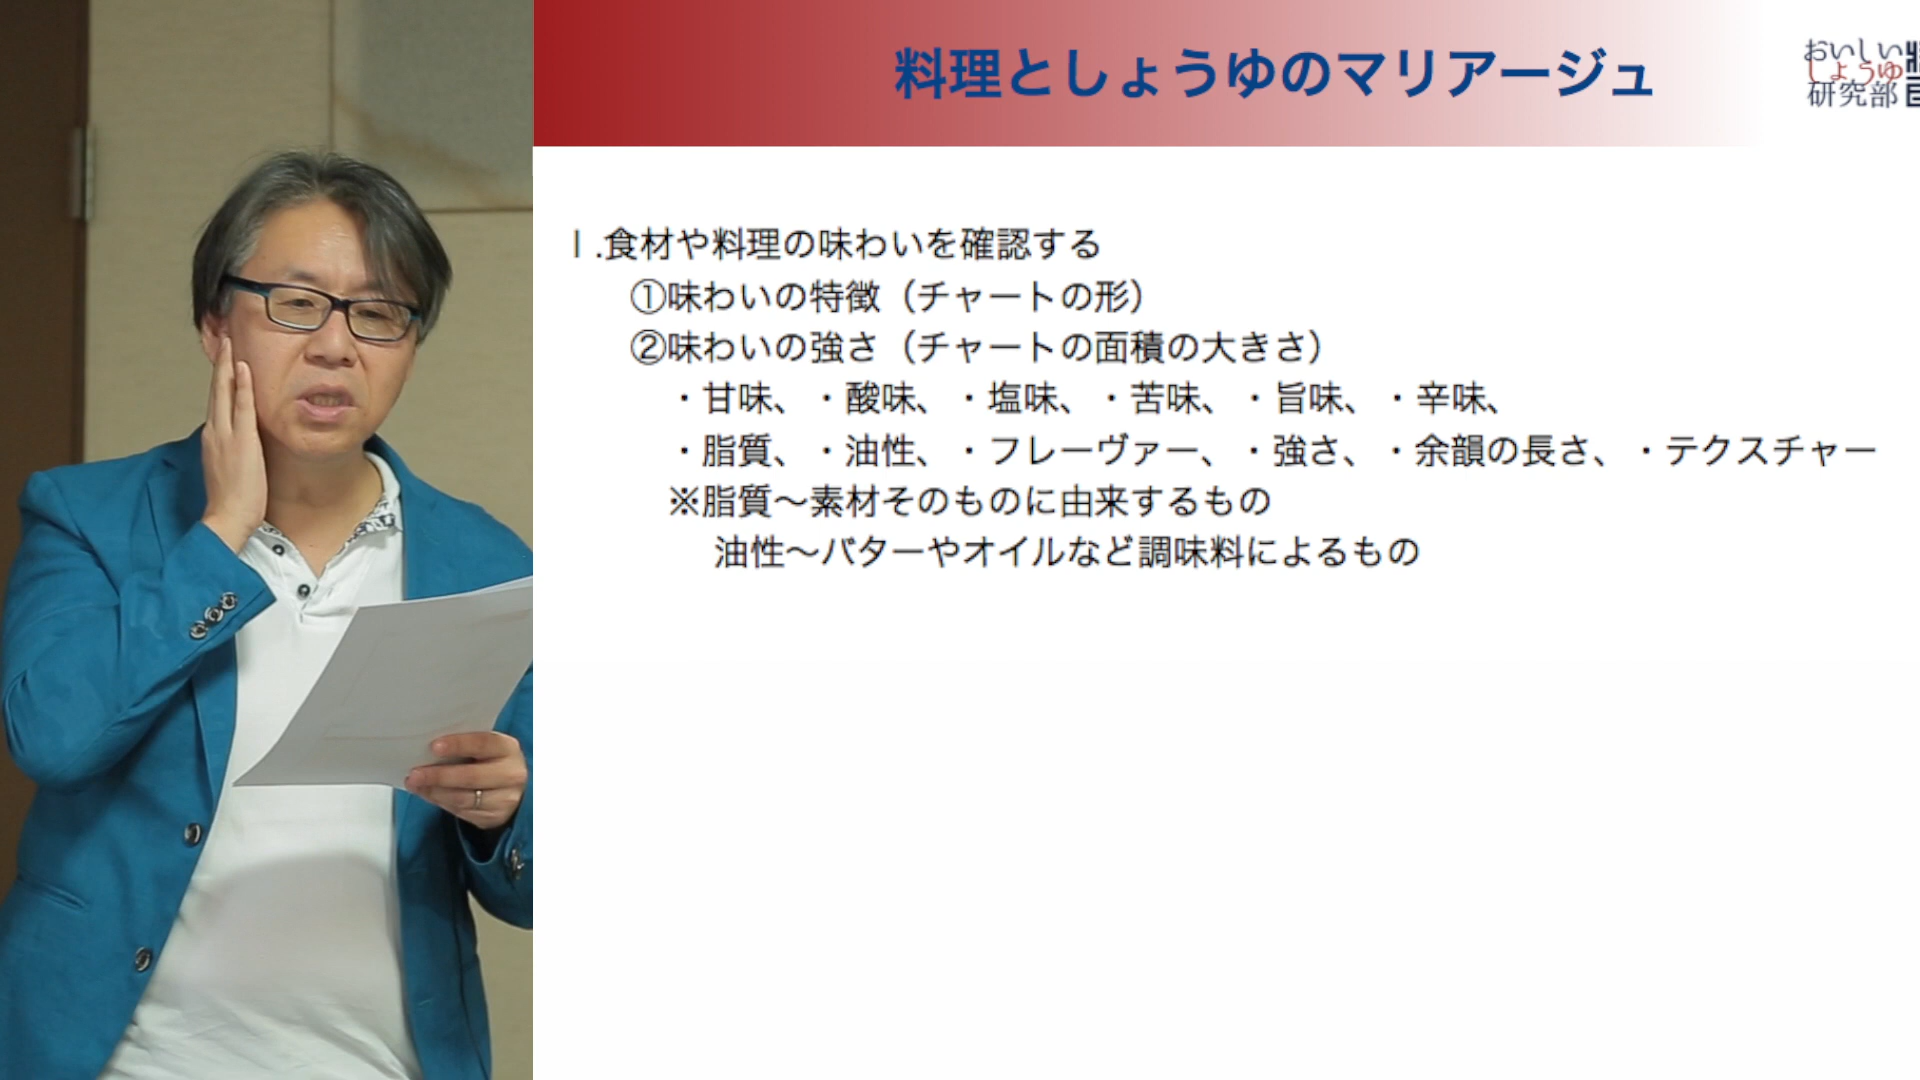 料理としょうゆのマリアージュ
おいしい
しょうゆ
研究部
Ⅰ.食材や料理の味わいを確認する
①味わいの特徴（チャートの形）
②味わいの強さ（チャートの面積の大きさ）
・甘味、・酸味、・塩味、・苦味、・旨味、・辛味、
・脂質、・油性、・フレーヴァー、・強さ、・余韻の長さ、・テクスチャー
※脂質～素材そのものに由来するもの
油性～バターやオイルなど調味料によるもの